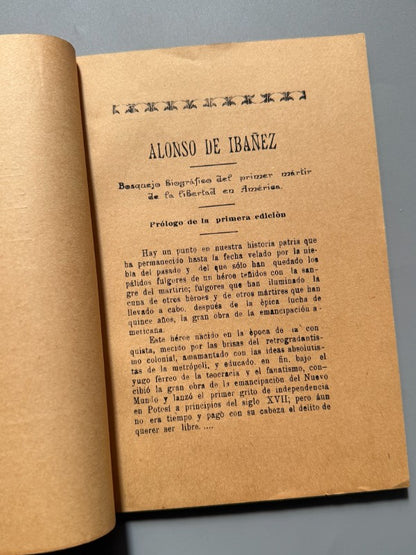 ALONSO DE IBAÑEZ
Bosquejo biográfico del primer mártir
de la libertad en América.
Prólogo de la primera edición
Hay un punto en nuestra historia patria que
ha permanecido hasta la fecha velado por la nie
bla del pasado y del que sólo han quedado los
pálidos fulgores de un héroe teñidos con la san-
gre del martirio; fulgores que han iluminado la
cuna de otros héroes y de otros mártires que han
llevado a cabo, después de la épica lucha de
quince años, la gran obra de la emancipación a-
mericana.
Este héroe nacido en la época de la con
quista, mecido por las brisas del retrogradantis-
mo colonial, amamantado con las ideas absolutis-
tas de la metrópoli, y educado en fin, bajo el
yugo férreo de la teocracia y el fanatismo, con-
cibió la gran obra de la emancipación del Nuevo
Mundo y lanzó el primer grito de independencia
en Potosí a principios del siglo XVII; pero áun
no era tiempo y pagó con su cabeza el delito de
querer ser libre. ....